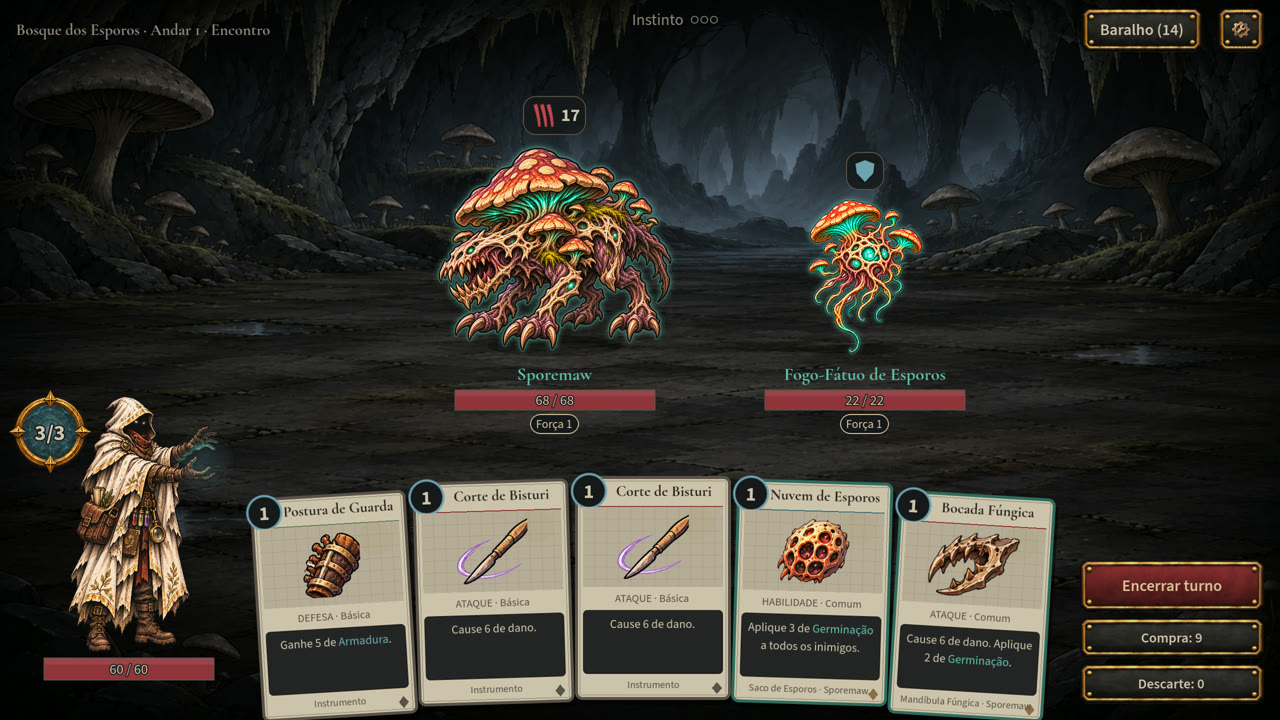 Bosque dos Esporos · Andar 1 · Encontro
Instinto
Baralho (14)
17
Sporemaw
68 / 68
Força 1
Fogo-Fátuo de Esporos
22 / 22
Força 1
3/3
60 / 60
1
Postura de Guarda
DEFESA · Básica
Ganhe 5 de Armadura.
Instrumento
1
Corte de Bisturi
ATAQUE · Básica
Cause 6 de dano.
Instrumento
1
Corte de Bisturi
ATAQUE · Básica
Cause 6 de dano.
Instrumento
1
Nuvem de Esporos
HABILIDADE · Comum
Aplique 3 de Germinação
a todos os inimigos.
Saco de Esporos · Sporemaw
1
Bocada Fúngica
ATAQUE · Comum
Cause 6 de dano. Aplique
2 de Germinação.
Mandíbula Fúngica · Sporemaw
Encerrar turno
Compra: 9
Descarte: 0